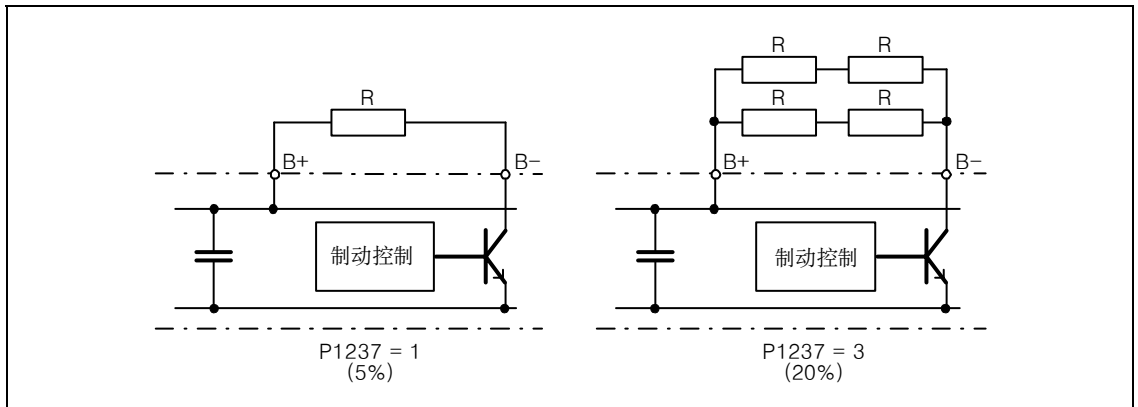 R
B+
B-
制动控制
P1237 = 1
(5%)
R R
R R
B+
B-
制动控制
P1237 = 3
(20%)